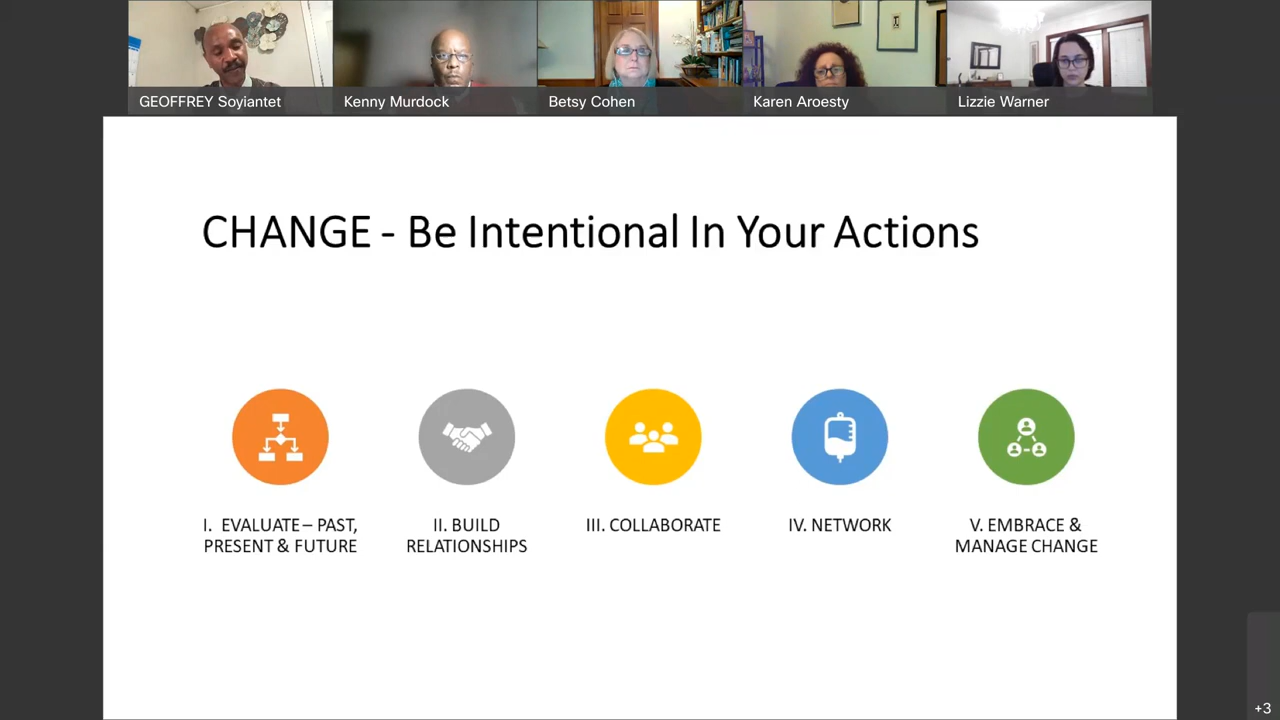 GEOFFREY Soyiantet
Kenny Murdock
Betsy Cohen
Karen Aroesty
Lizzie Warner
CHANGE - Be Intentional In Your Actions
I. EVALUATE – PAST,
PRESENT & FUTURE
II. BUILD
RELATIONSHIPS
III. COLLABORATE
IV. NETWORK
V. EMBRACE &
MANAGE CHANGE
+3